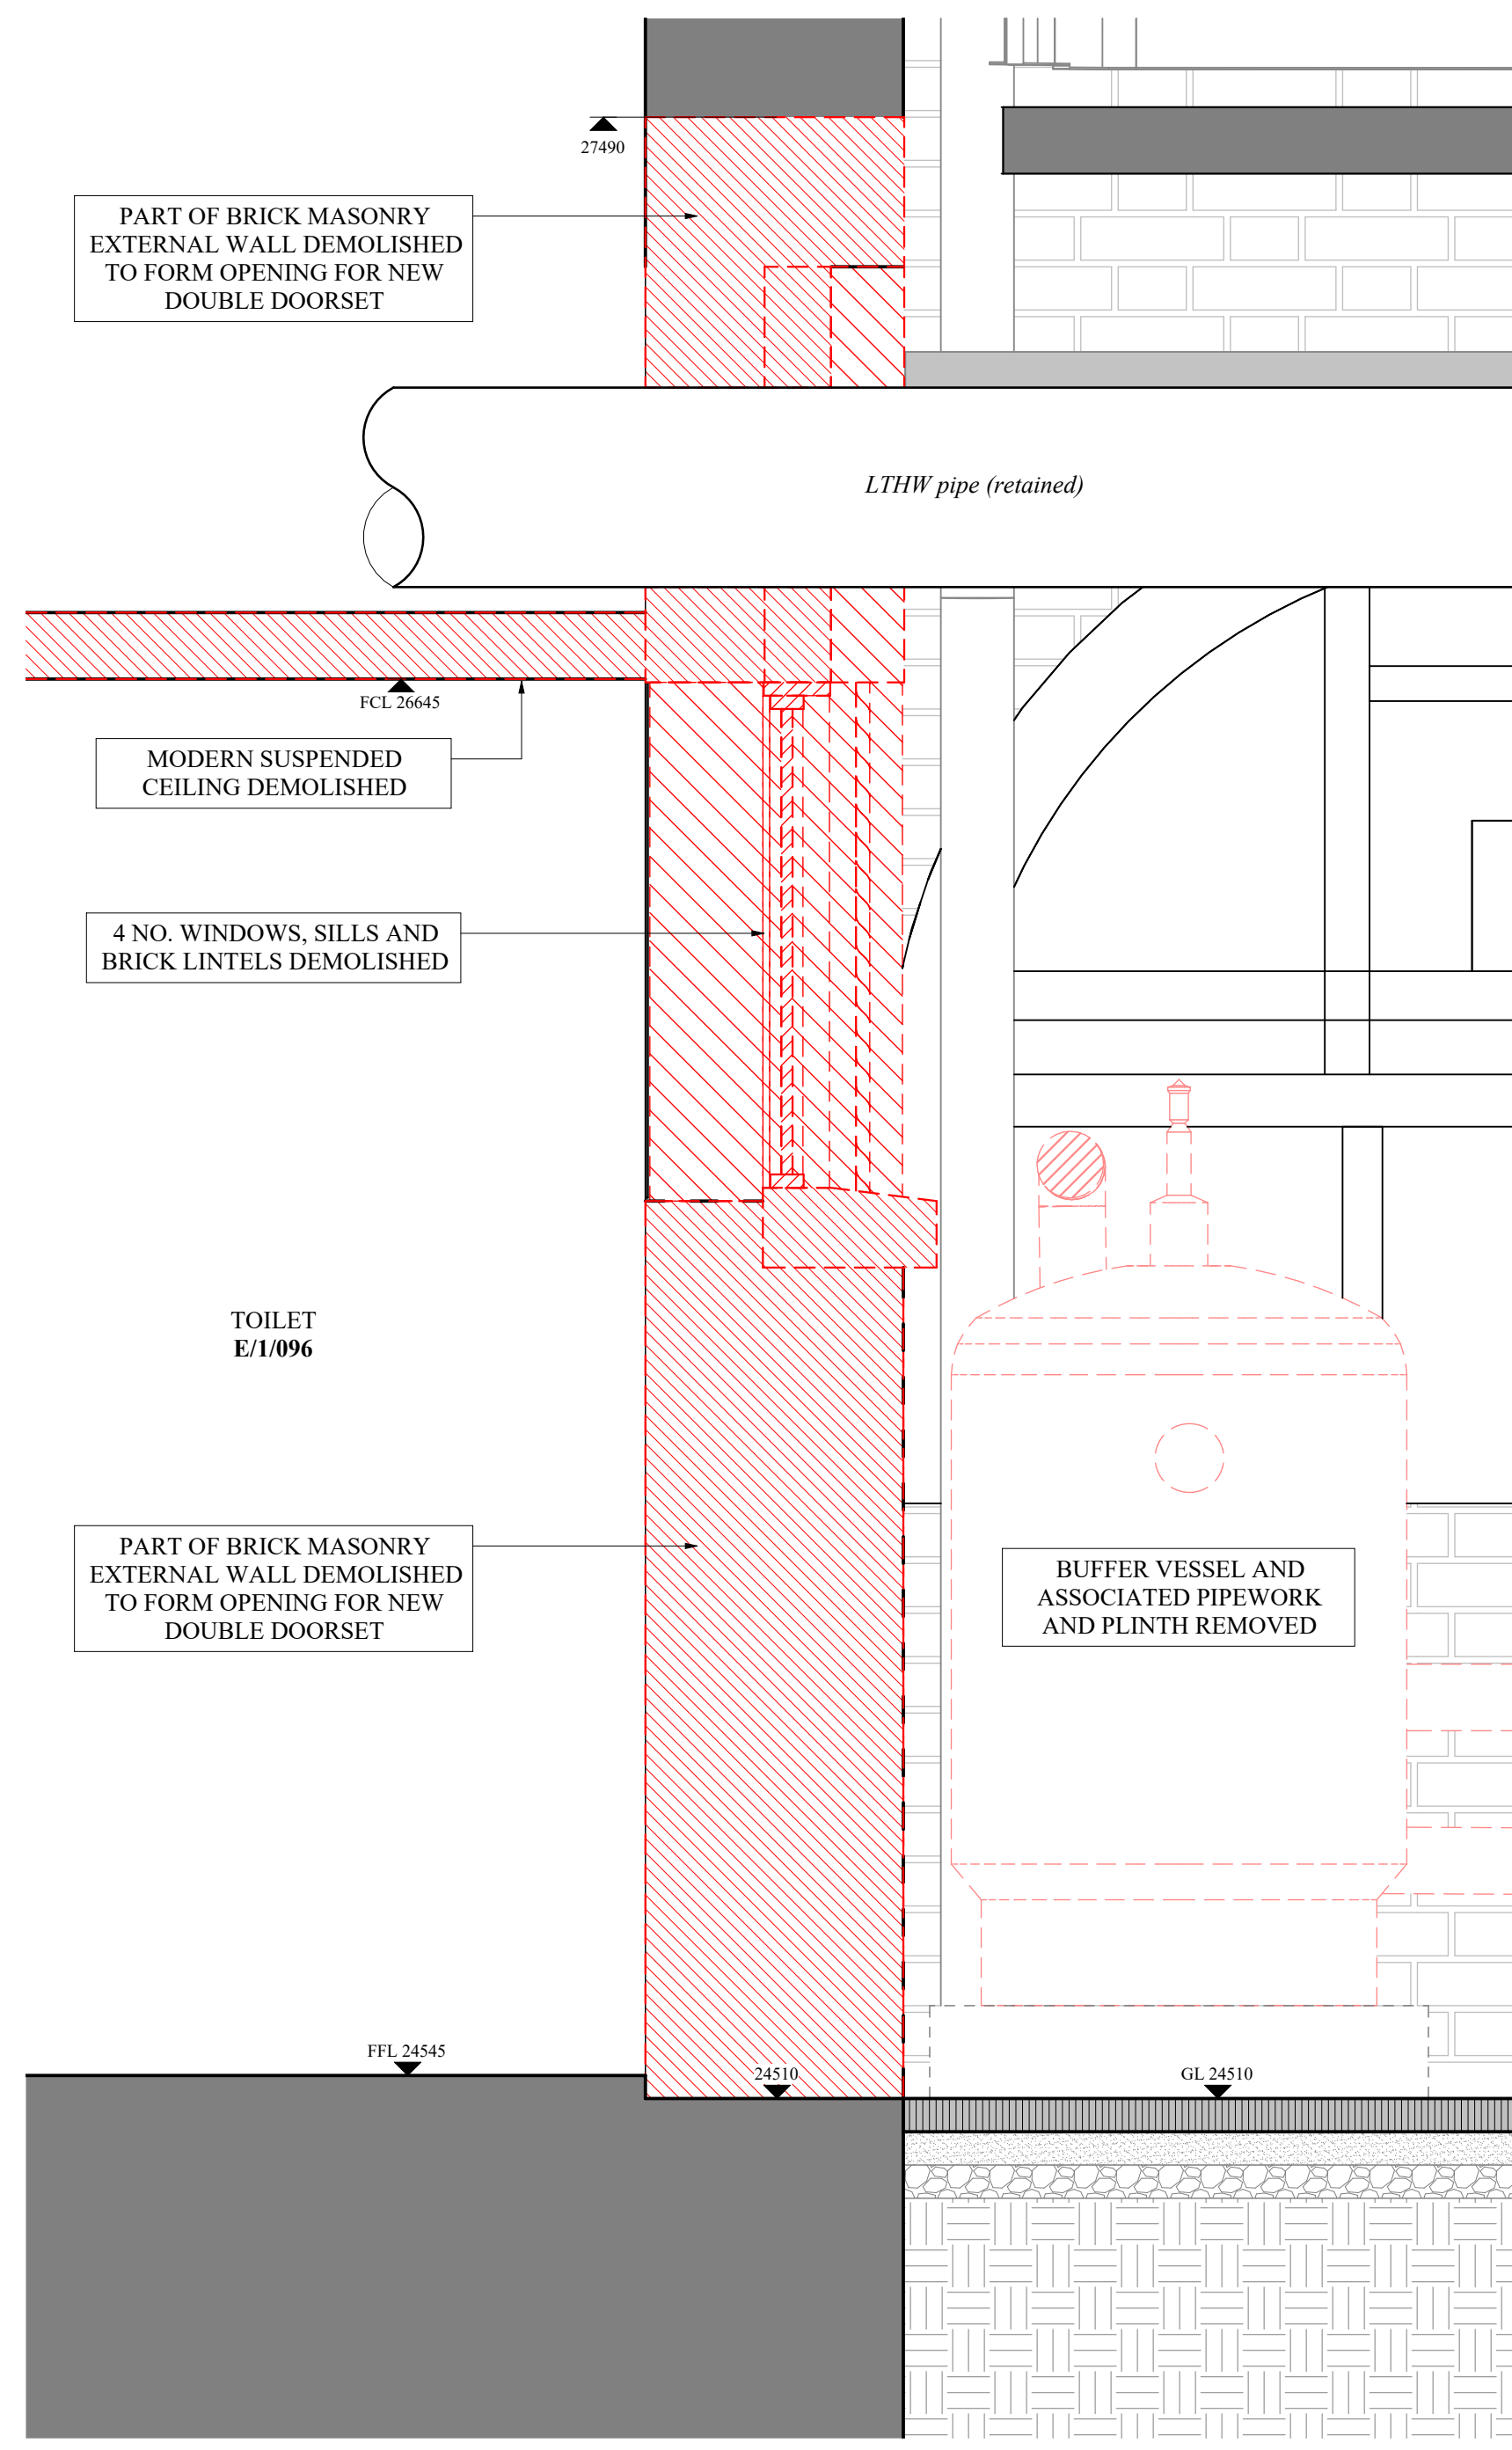 27490
PART OF BRICK MASONRY
EXTERNAL WALL DEMOLISHED
TO FORM OPENING FOR NEW
DOUBLE DOORSET
LTHW pipe (retained)
FCL 26645
MODERN SUSPENDED
CEILING DEMOLISHED
4 NO. WINDOWS, SILLS AND
BRICK LINTELS DEMOLISHED
TOILET
E/1/096
PART OF BRICK MASONRY
EXTERNAL WALL DEMOLISHED
TO FORM OPENING FOR NEW
DOUBLE DOORSET
BUFFER VESSEL AND
ASSOCIATED PIPEWORK
AND PLINTH REMOVED
FFL 24545
24510
GL 24510